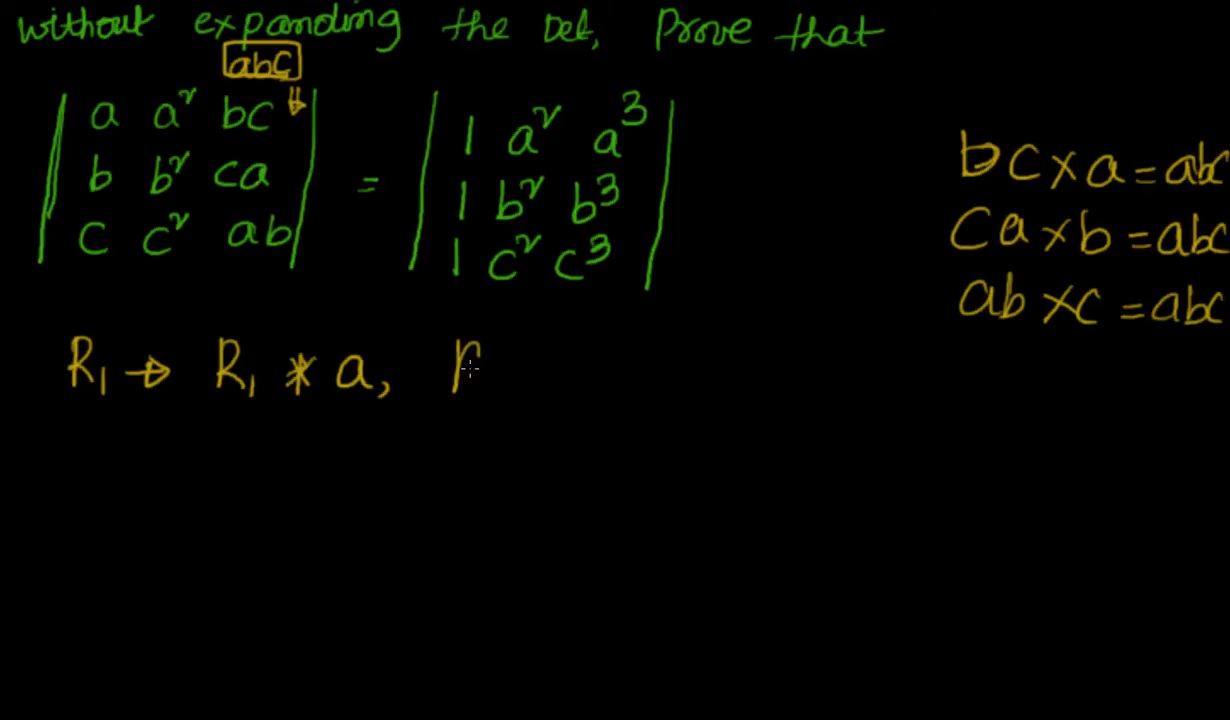 without expanding the Det, Prove that
abc
a a² bc = 1 a² a³
b b² ca 1 b² b³
c c² ab 1 c² c³
bc×a=abc
ca×b=abc
ab×c=abc
R₁ → R₁ * a,